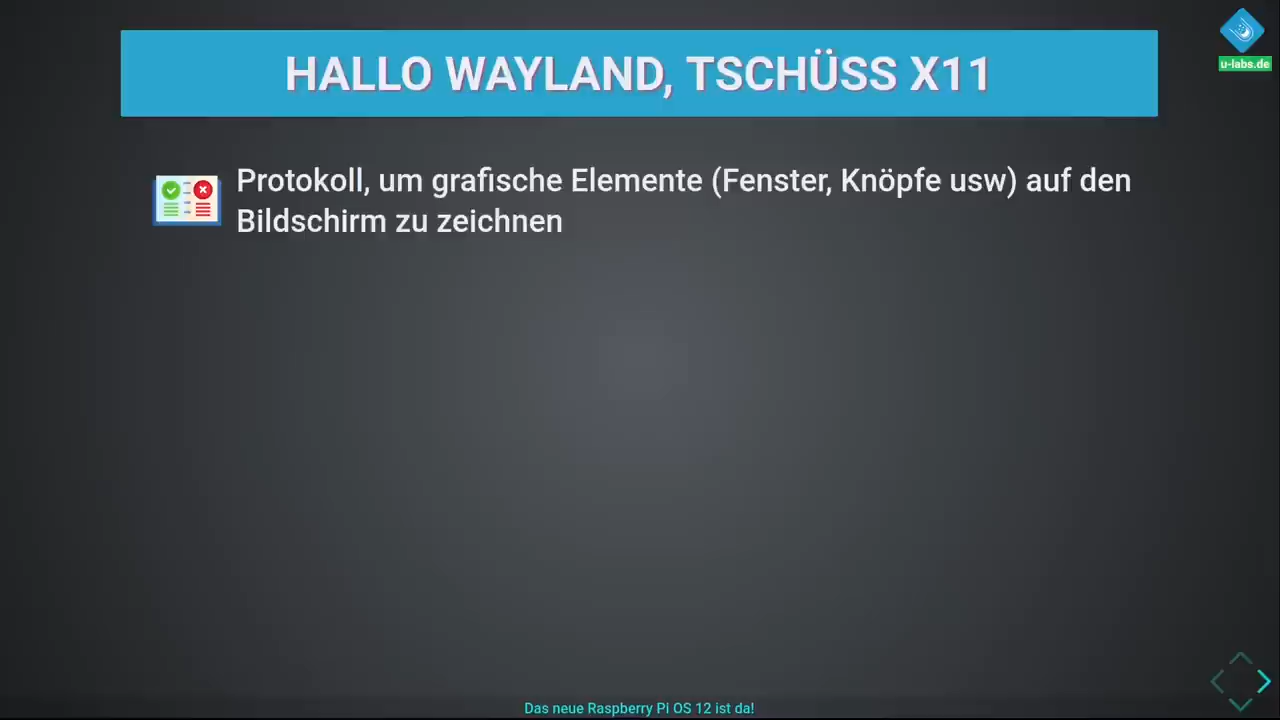 HALLO WAYLAND, TSCHÜSS X11
u-labs.de
Protokoll, um grafische Elemente (Fenster, Knöpfe usw) auf den
Bildschirm zu zeichnen
Das neue Raspberry Pi OS 12 ist da!